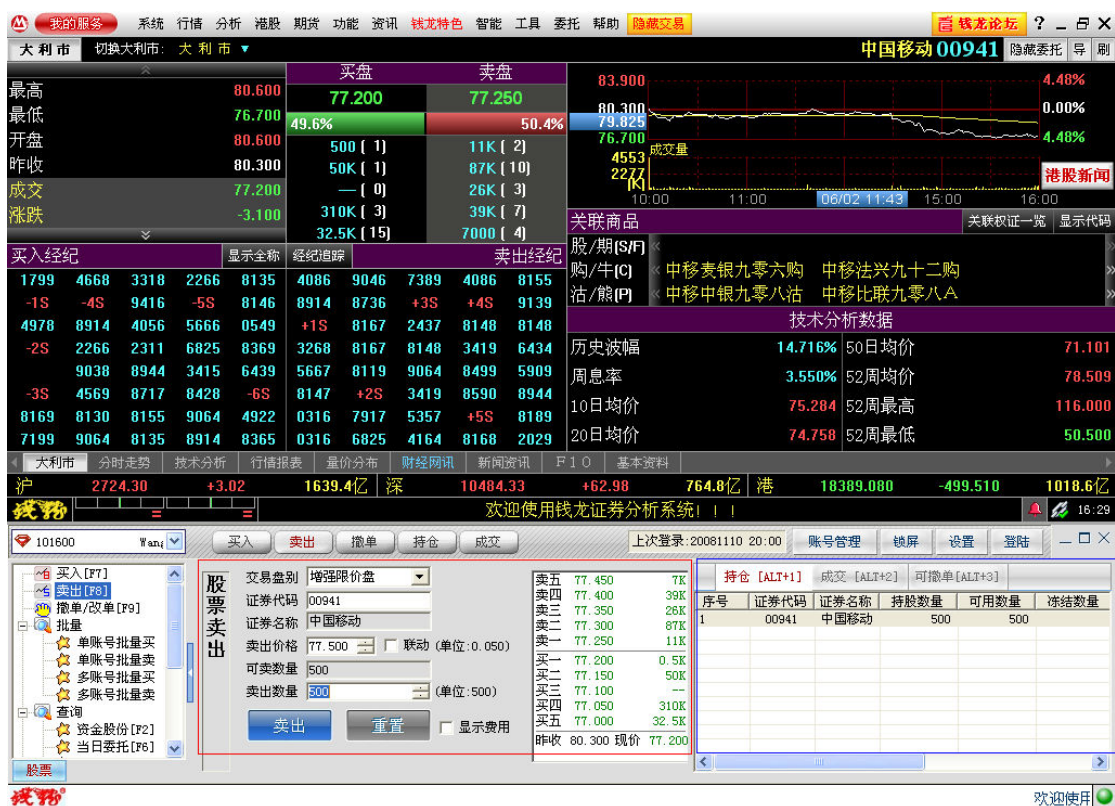 我的服务 系统 行情 分析 港股 期货 功能 资讯 钱龙特色 智能 工具 委托 帮助 隐藏交易 钱龙论坛 ?
大利市 切换大利市: 大利市 ▼ 中国移动 00941 隐藏委托 导 刷
买盘 卖盘
最高 80.600 77.200 77.250
最低 76.700 49.6% 50.4%
开盘 80.600 500 ( 1) 11K ( 2)
昨收 80.300 50K ( 1) 87K (10)
成交 77.200 — ( 0) 26K ( 3)
涨跌 -3.100 310K ( 3) 39K ( 7)
32.5K (15) 7000 ( 4)
83.900 4.48%
80.300 0.00%
79.825
76.700 4.48%
4553 成交量
2277
(K) 港股新闻
10:00 11:00 06/02 11:43 15:00 16:00
关联商品 关联权证一览 显示代码
股/期(S/F)
购/牛(C) 中移麦银九零六购 中移法兴九十二购
沽/熊(P) 中移中银九零八沽 中移比联九零八A
买入经纪 显示全称 经纪追踪 卖出经纪
1799 4668 3318 2266 8135 4086 9046 7389 4086 8155
-1S -4S 9416 -5S 8146 8914 8736 +3S +4S 9139
4978 8914 4056 5666 0549 +1S 8167 2437 8148 8148
-2S 2266 2311 6825 8369 3268 8167 8148 3419 6434
9038 8944 3415 6439 5667 8119 9064 8499 5909
-3S 4569 8717 8428 -6S 8147 +2S 3419 8590 8944
8169 8130 8155 9064 4922 0316 7917 5357 +5S 8189
7199 9064 8135 8914 8365 0316 6825 4164 8168 2029
技术分析数据
历史波幅 14.716% 50日均价 71.101
周息率 3.550% 52周均价 78.509
10日均价 75.284 52周最高 116.000
20日均价 74.758 52周最低 50.500
大利市 分时走势 技术分析 行情报表 量价分布 财经网讯 新闻资讯 F10 基本资料
沪 2724.30 +3.02 1639.4亿 深 10484.33 +62.98 764.8亿 港 18389.080 -499.510 1018.6亿
钱龙 欢迎使用钱龙证券分析系统! ! ! 16:29
101600 Wang 买入 卖出 撤单 持仓 成交 上次登录:20081110 20:00 账号管理 锁屏 设置 登陆
买入[F7]
卖出[F8]
撤单/改单[F9]
批量
单账号批量买
单账号批量卖
多账号批量买
多账号批量卖
查询
资金股份[F2]
当日委托[F6]
股票
股票卖出
交易盘别 增强限价盘
证券代码 00941
证券名称 中国移动
卖出价格 77.500 联动 (单位:0.050)
可卖数量 500
卖出数量 500 (单位:500)
卖出 重置 显示费用
卖五 77.450 7K
卖四 77.400 39K
卖三 77.350 26K
卖二 77.300 87K
卖一 77.250 11K
买一 77.200 0.5K
买二 77.150 50K
买三 77.100 --
买四 77.050 310K
买五 77.000 32.5K
昨收 80.300 现价 77.200
持仓 [ALT+1] 成交 [ALT+2] 可撤单[ALT+3]
序号 证券代码 证券名称 持股数量 可用数量 冻结数量
1 00941 中国移动 500 500
钱龙 欢迎使用